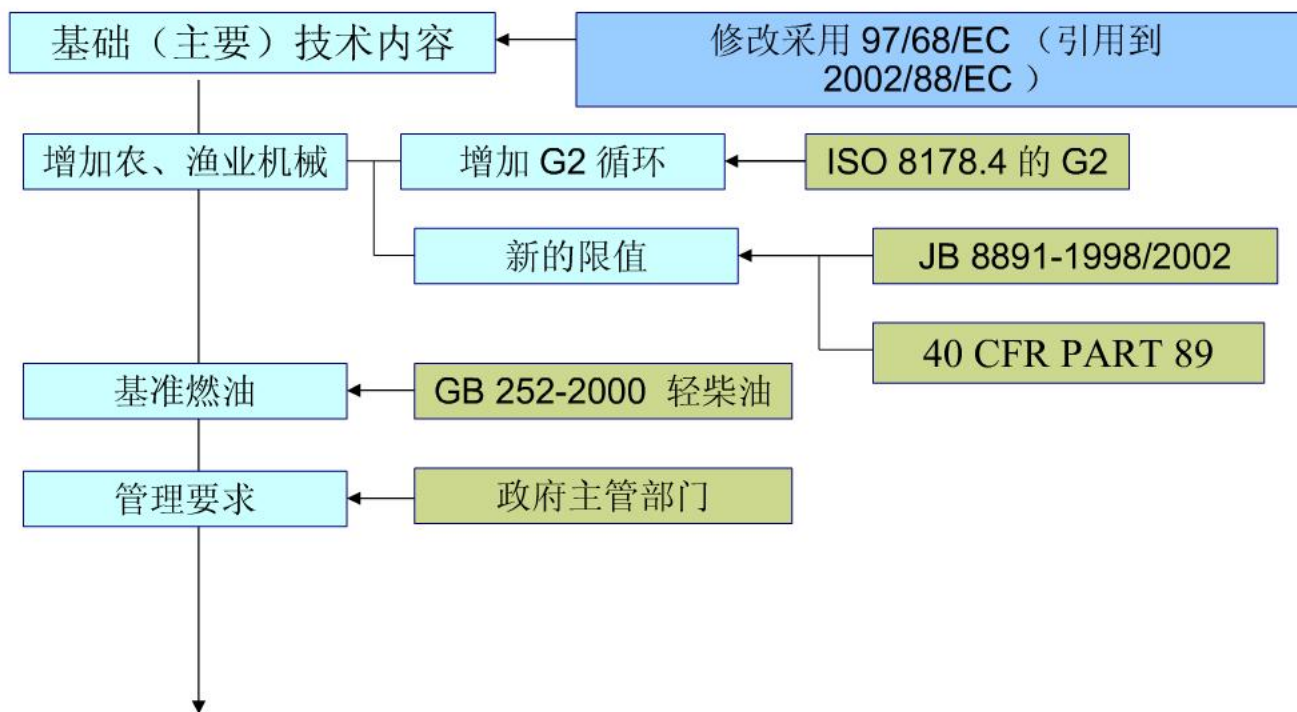 基础（主要）技术内容
修改采用 97/68/EC （引用到
2002/88/EC ）
增加农、渔业机械
增加 G2 循环
ISO 8178.4 的 G2
新的限值
JB 8891-1998/2002
40 CFR PART 89
基准燃油
GB 252-2000 轻柴油
管理要求
政府主管部门